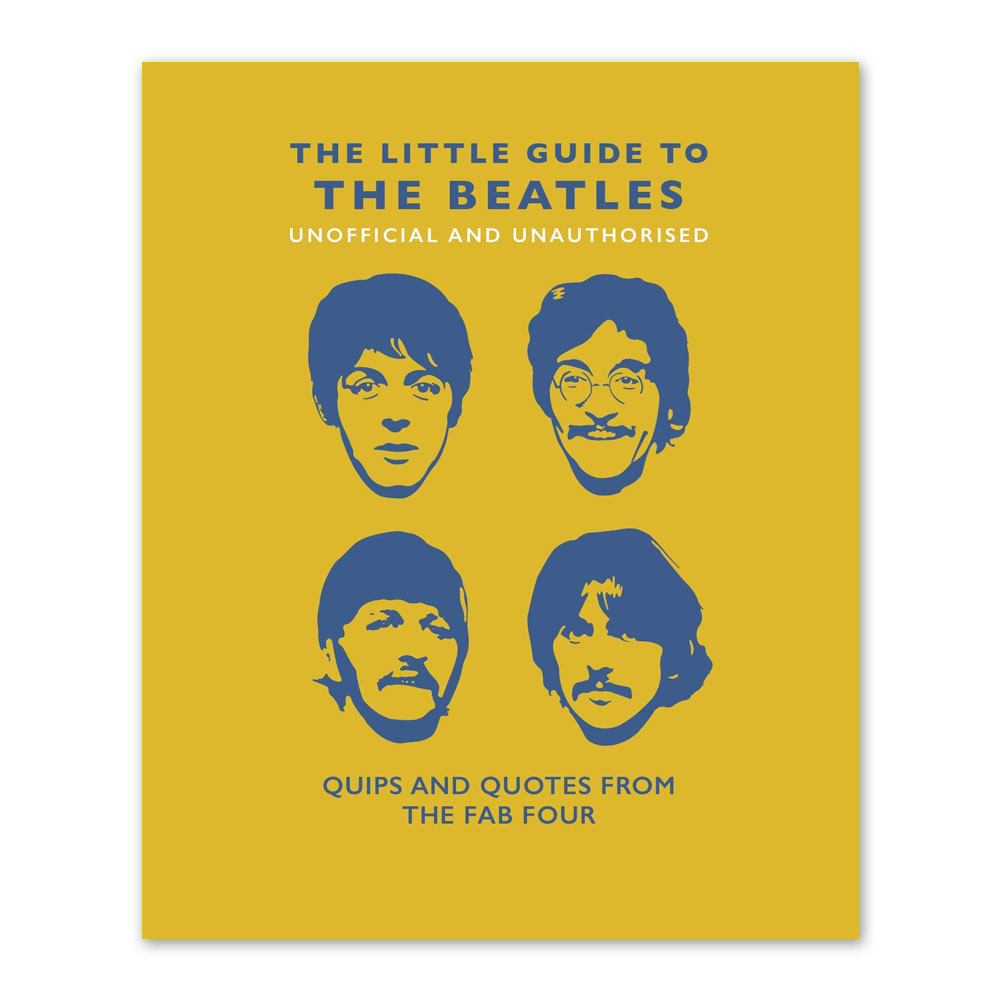 THE LITTLE GUIDE TO
THE BEATLES
UNOFFICIAL AND UNAUTHORISED
QUIPS AND QUOTES FROM
THE FAB FOUR